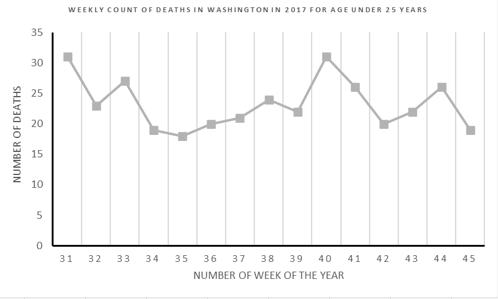 WEEKLY COUNT OF DEATHS IN WASHINGTON IN 2017 FOR AGE UNDER 25 YEARS
35
30
25
20
15
10
5
0
NUMBER OF DEATHS
31 32 33 34 35 36 37 38 39 40 41 42 43 44 45
NUMBER OF WEEK OF THE YEAR